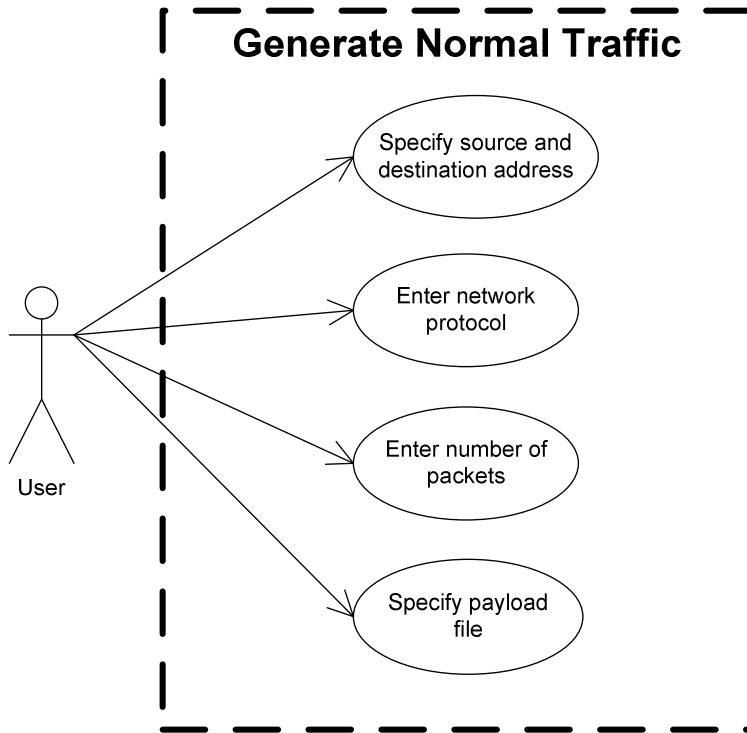 Generate Normal Traffic
Specify source and
destination address
Enter network
protocol
Enter number of
packets
User
Specify payload
file